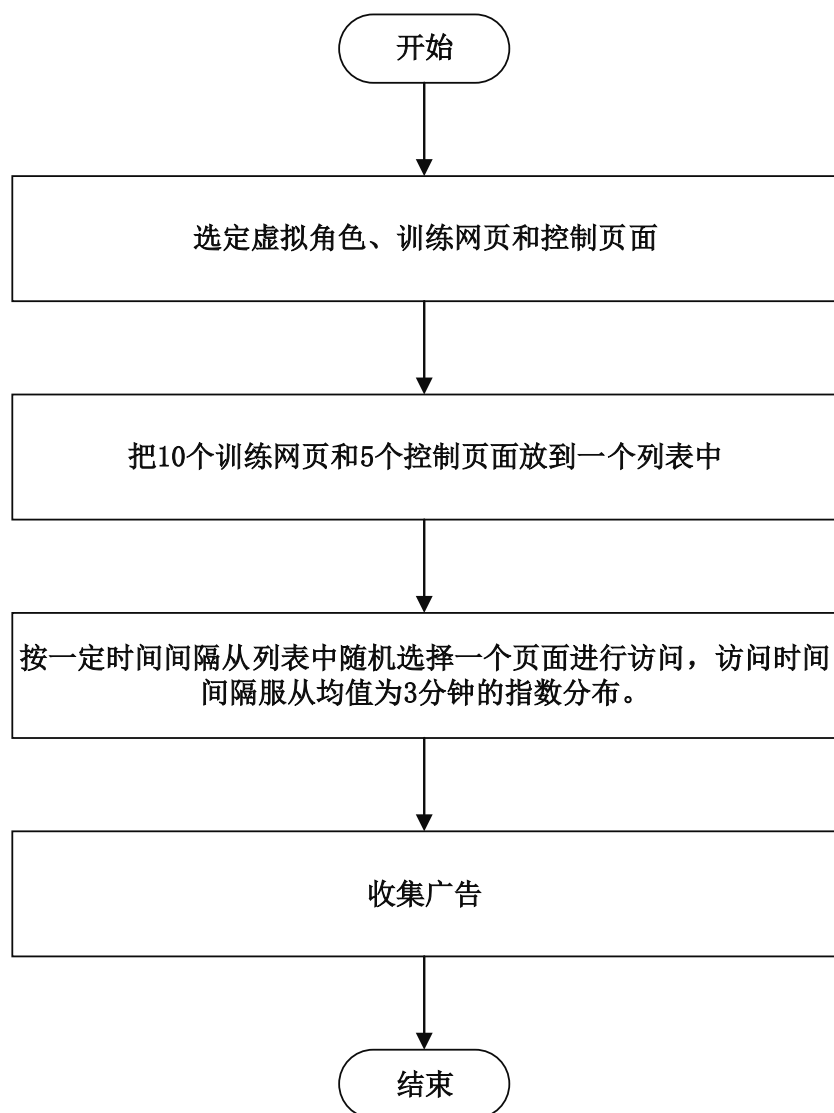 开始
选定虚拟角色、训练网页和控制页面
把10个训练网页和5个控制页面放到一个列表中
按一定时间间隔从列表中随机选择一个页面进行访问，访问时间
间隔服从均值为3分钟的指数分布。
收集广告
结束